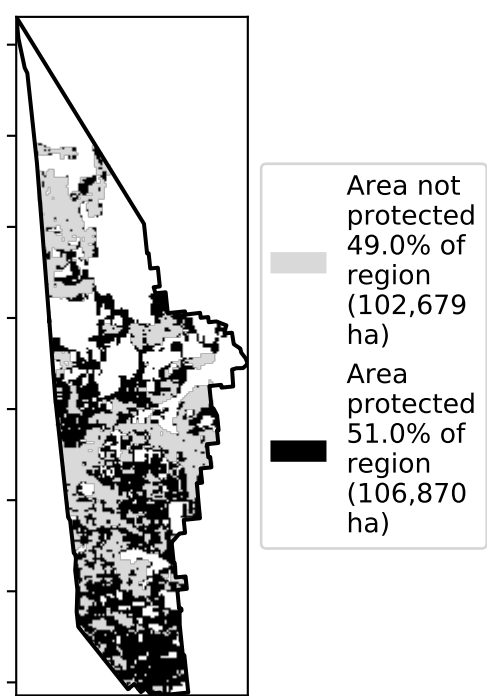 Area not
protected
49.0% of
region
(102,679
ha)
Area
protected
51.0% of
region
(106,870
ha)